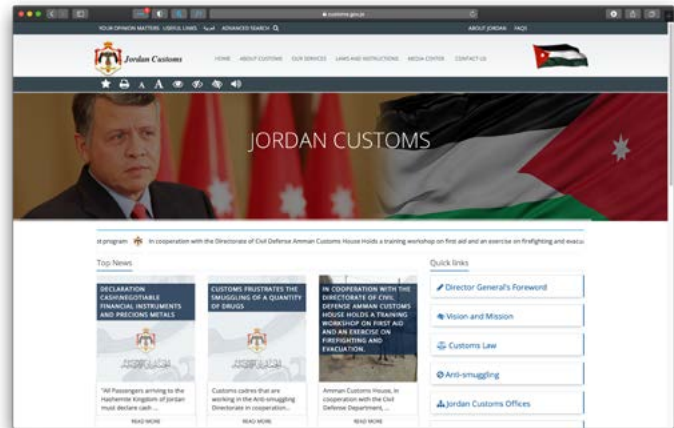 customs.gov.jo
YOUR OPINION MATTERS USEFUL LINKS العربية ADVANCED SEARCH
ABOUT JORDAN FAQS
Jordan Customs
HOME ABOUT CUSTOMS OUR SERVICES LAWS AND INSTRUCTIONS MEDIA CENTER CONTACT US
A A
JORDAN CUSTOMS
st program In cooperation with the Directorate of Civil Defense Amman Customs House Holds a training workshop on first aid and an exercise on firefighting and evacu
Top News
DECLARATION
CASH/NEGOTIABLE
FINANCIAL INSTRUMENTS
AND PRECIONS METALS
"All Passengers arriving to the
Hashemite Kingdom of Jordan
must declare cash ...
READ MORE
CUSTOMS FRUSTRATES THE
SMUGGLING OF A QUANTITY
OF DRUGS
Customs cadres that are
working in the Anti-smuggling
Directorate in cooperation...
READ MORE
IN COOPERATION WITH THE
DIRECTORATE OF CIVIL
DEFENSE AMMAN CUSTOMS
HOUSE HOLDS A TRAINING
WORKSHOP ON FIRST AID
AND AN EXERCISE ON
FIREFIGHTING AND
EVACUATION.
Amman Customs House, in
cooperation with the Civil
Defense Department, ...
READ MORE
Quick links
Director General's Foreword
Vision and Mission
Customs Law
Anti-smuggling
Jordan Customs Offices